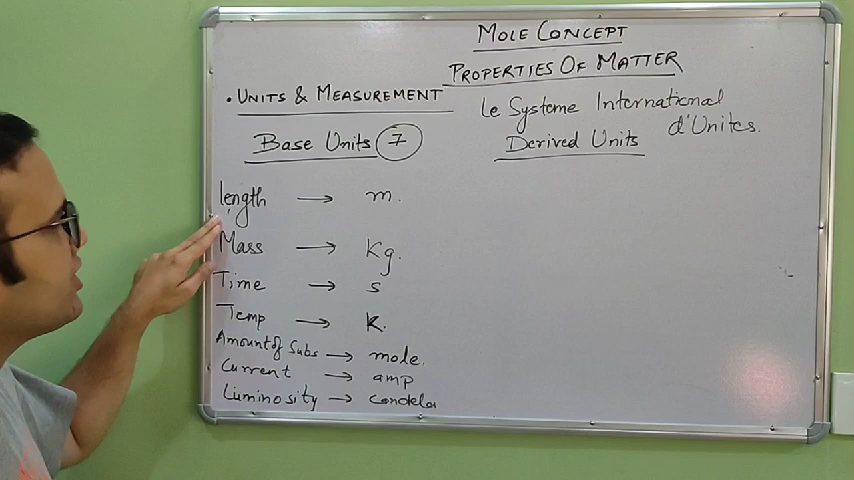 MOLE CONCEPT
PROPERTIES OF MATTER
• UNITS & MEASUREMENT
Le Systeme International
d'Unites.
Base Units 7
Derived Units
length → m.
Mass → Kg.
Time → s
Temp → K.
Amount of Subs → mole.
Current → amp
Luminosity → candela